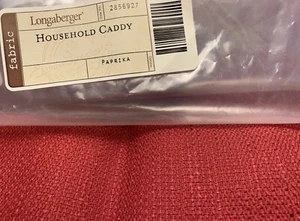 fabric
Longaberger®
2856927
HOUSEHOLD CADDY
PAPRIKA